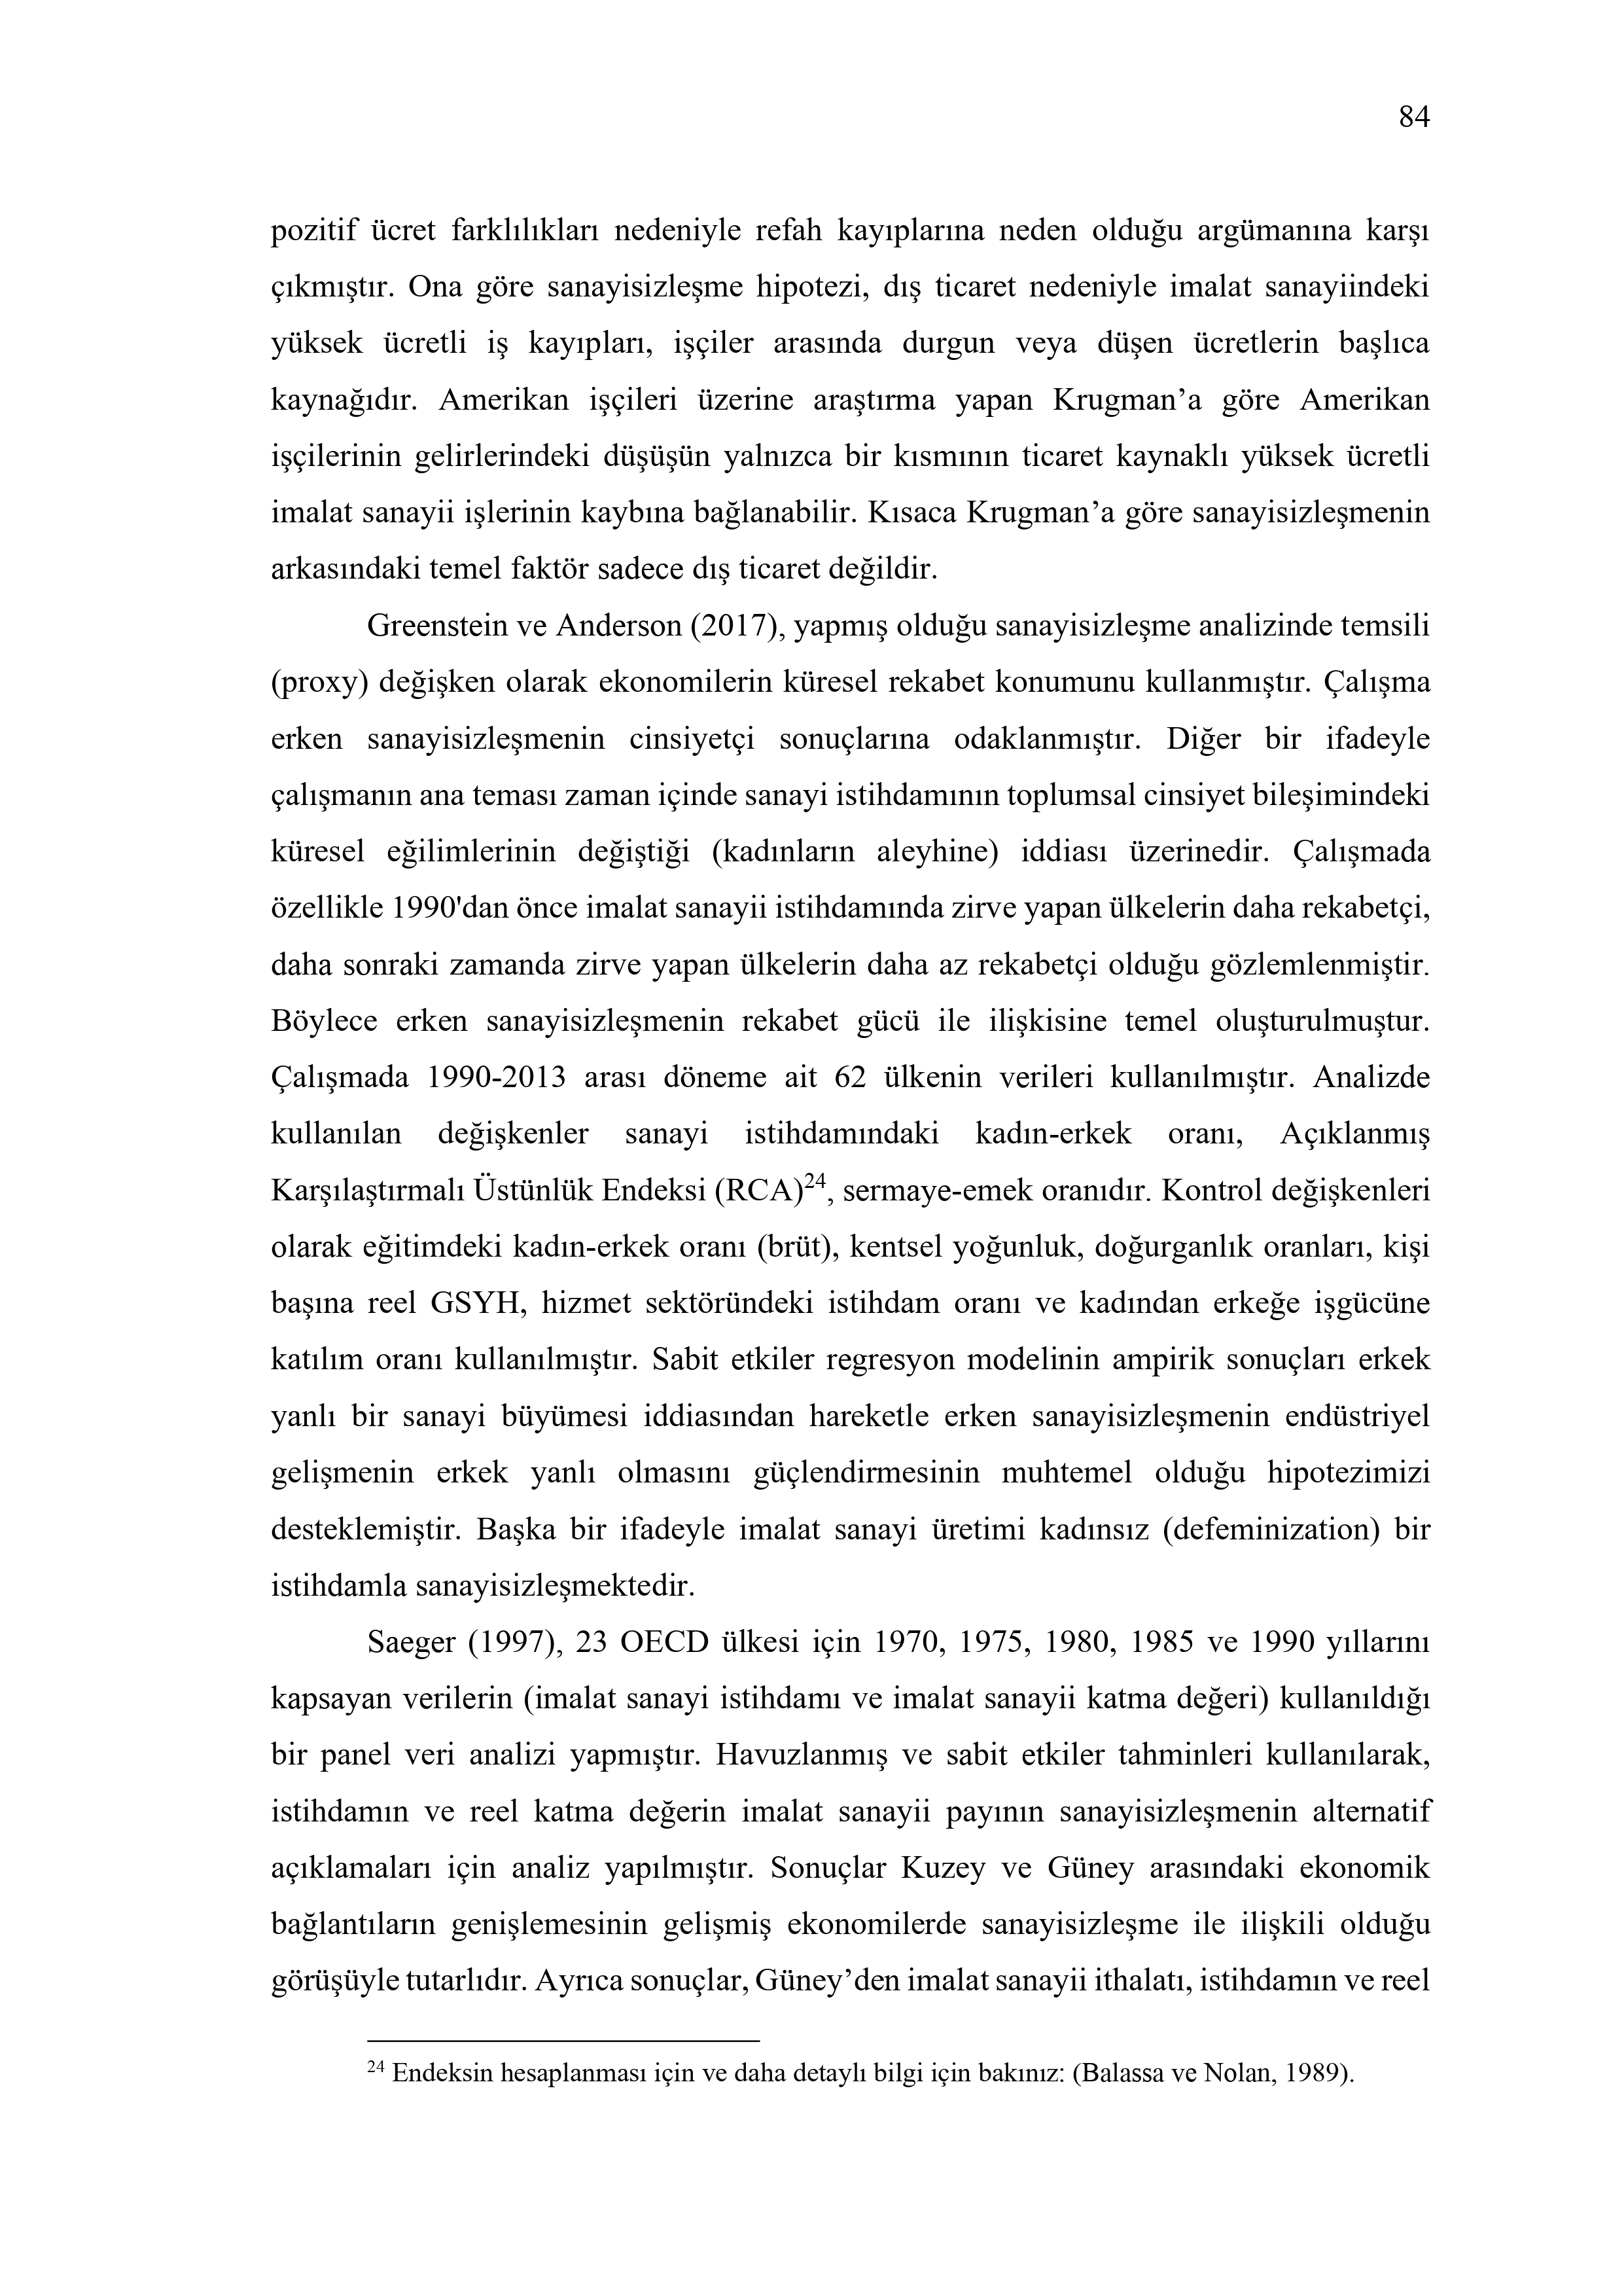 84
pozitif ücret farklılıkları nedeniyle refah kayıplarına neden olduğu argümanına karşı
çıkmıştır. Ona göre sanayisizleşme hipotezi, dış ticaret nedeniyle imalat sanayiindeki
yüksek ücretli iş kayıpları, işçiler arasında durgun veya düşen ücretlerin başlıca
kaynağıdır. Amerikan işçileri üzerine araştırma yapan Krugman’a göre Amerikan
işçilerinin gelirlerindeki düşüşün yalnızca bir kısmının ticaret kaynaklı yüksek ücretli
imalat sanayii işlerinin kaybına bağlanabilir. Kısaca Krugman’a göre sanayisizleşmenin
arkasındaki temel faktör sadece dış ticaret değildir.
Greenstein ve Anderson (2017), yapmış olduğu sanayisizleşme analizinde temsili
(proxy) değişken olarak ekonomilerin küresel rekabet konumunu kullanmıştır. Çalışma
erken sanayisizleşmenin cinsiyetçi sonuçlarına odaklanmıştır. Diğer bir ifadeyle
çalışmanın ana teması zaman içinde sanayi istihdamının toplumsal cinsiyet bileşimindeki
küresel eğilimlerinin değiştiği (kadınların aleyhine) iddiası üzerinedir. Çalışmada
özellikle 1990'dan önce imalat sanayii istihdamında zirve yapan ülkelerin daha rekabetçi,
daha sonraki zamanda zirve yapan ülkelerin daha az rekabetçi olduğu gözlemlenmiştir.
Böylece erken sanayisizleşmenin rekabet gücü ile ilişkisine temel oluşturulmuştur.
Çalışmada 1990-2013 arası döneme ait 62 ülkenin verileri kullanılmıştır. Analizde
kullanılan değişkenler sanayi istihdamındaki kadın-erkek oranı, Açıklanmış
Karşılaştırmalı Üstünlük Endeksi (RCA)24, sermaye-emek oranıdır. Kontrol değişkenleri
olarak eğitimdeki kadın-erkek oranı (brüt), kentsel yoğunluk, doğurganlık oranları, kişi
başına reel GSYH, hizmet sektöründeki istihdam oranı ve kadından erkeğe işgücüne
katılım oranı kullanılmıştır. Sabit etkiler regresyon modelinin ampirik sonuçları erkek
yanlı bir sanayi büyümesi iddiasından hareketle erken sanayisizleşmenin endüstriyel
gelişmenin erkek yanlı olmasını güçlendirmesinin muhtemel olduğu hipotezimizi
desteklemiştir. Başka bir ifadeyle imalat sanayi üretimi kadınsız (defeminization) bir
istihdamla sanayisizleşmektedir.
Saeger (1997), 23 OECD ülkesi için 1970, 1975, 1980, 1985 ve 1990 yıllarını
kapsayan verilerin (imalat sanayi istihdamı ve imalat sanayii katma değeri) kullanıldığı
bir panel veri analizi yapmıştır. Havuzlanmış ve sabit etkiler tahminleri kullanılarak,
istihdamın ve reel katma değerin imalat sanayii payının sanayisizleşmenin alternatif
açıklamaları için analiz yapılmıştır. Sonuçlar Kuzey ve Güney arasındaki ekonomik
bağlantıların genişlemesinin gelişmiş ekonomilerde sanayisizleşme ile ilişkili olduğu
görüşüyle tutarlıdır. Ayrıca sonuçlar, Güney’den imalat sanayii ithalatı, istihdamın ve reel
24 Endeksin hesaplanması için ve daha detaylı bilgi için bakınız: (Balassa ve Nolan, 1989).